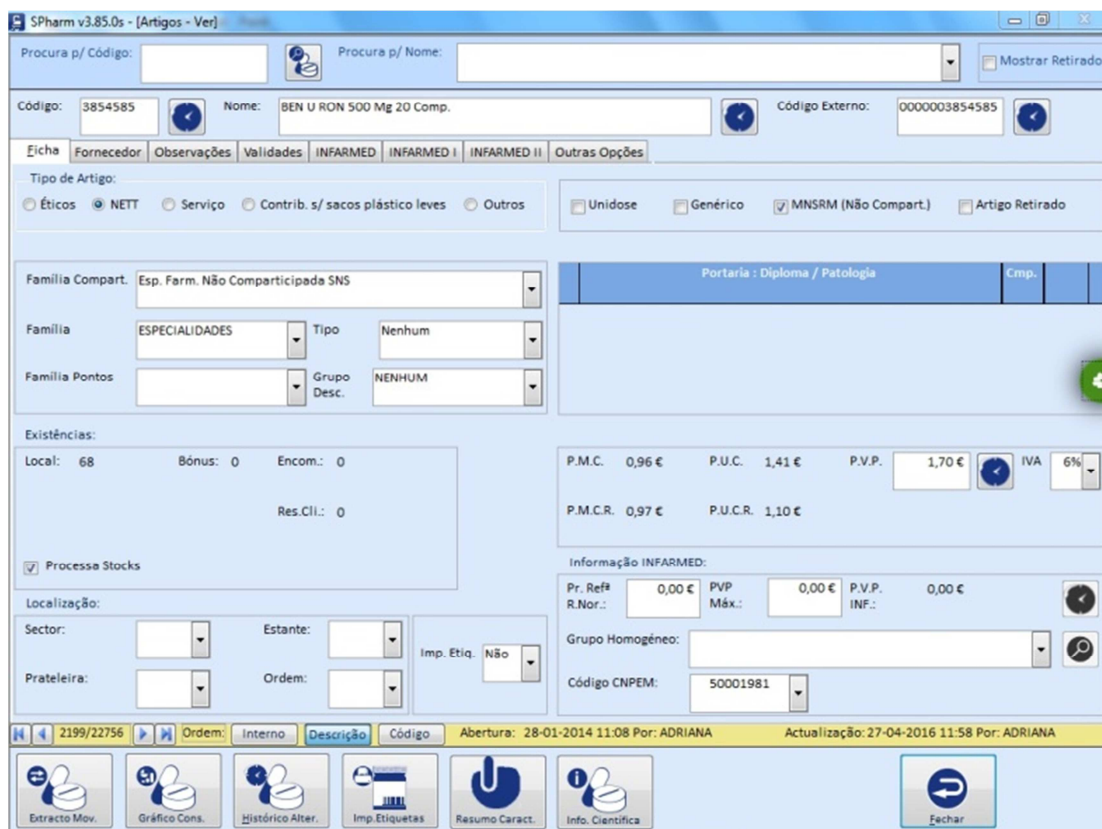 SPharm v3.85.0s - [Artigos - Ver]
Procura p/ Código: Procura p/ Nome: Mostrar Retirado
Código: 3854585 Nome: BEN U RON 500 Mg 20 Comp. Código Externo: 0000003854585
Ficha Fornecedor Observações Validades INFARMED INFARMED I INFARMED II Outras Opções
Tipo de Artigo:
Éticos NETT Serviço Contrib. s/ sacos plástico leves Outros Unidose Genérico MNSRM (Não Compart.) Artigo Retirado
Família Compart. Esp. Farm. Não Comparticipada SNS
Portaria : Diploma / Patologia Cmp.
Família ESPECIALIDADES Tipo Nenhum
Família Pontos Grupo Desc. NENHUM
Existências:
Local: 68 Bónus: 0 Encom.: 0
Res.Cli.: 0
Processa Stocks
P.M.C. 0,96 € P.U.C. 1,41 € P.V.P. 1,70 € IVA 6%
P.M.C.R. 0,97 € P.U.C.R. 1,10 €
Informação INFARMED:
Pr. Refª R.Nor.: 0,00 € PVP Máx.: 0,00 € P.V.P. INF.: 0,00 €
Grupo Homogéneo:
Código CNPEM: 50001981
Localização:
Sector: Estante:
Prateleira: Ordem:
Imp. Etiq. Não
2199/22756 Ordem: Interno Descrição Código Abertura: 28-01-2014 11:08 Por: ADRIANA Actualização: 27-04-2016 11:58 Por: ADRIANA
Extracto Mov. Gráfico Cons. Histórico Alter. Imp.Etiquetas Resumo Caract. Info. Científica Fechar